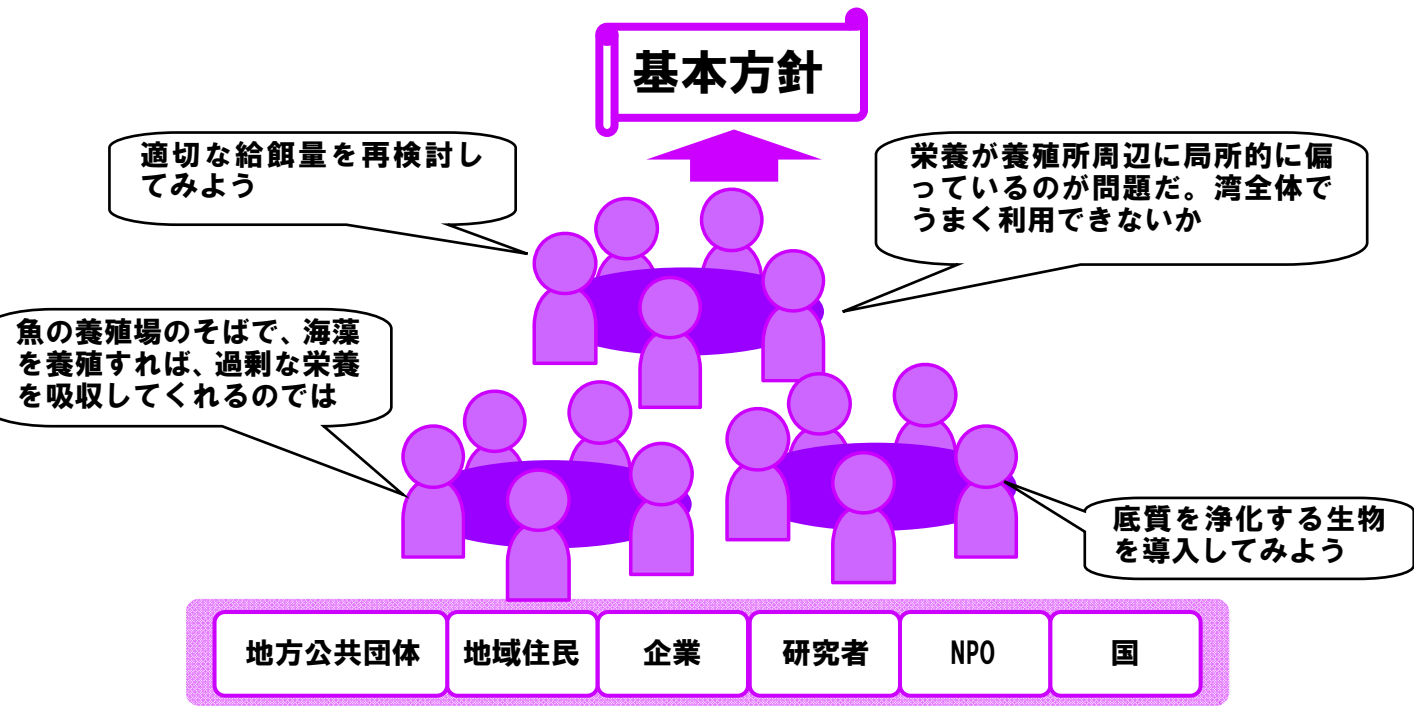 基本方針
適切な給餌量を再検討し
てみよう
栄養が養殖所周辺に局所的に偏
っているのが問題だ。湾全体で
うまく利用できないか
魚の養殖場のそばで、海藻
を養殖すれば、過剰な栄養
を吸収してくれるのでは
底質を浄化する生物
を導入してみよう
地方公共団体
地域住民
企業
研究者
NPO
国